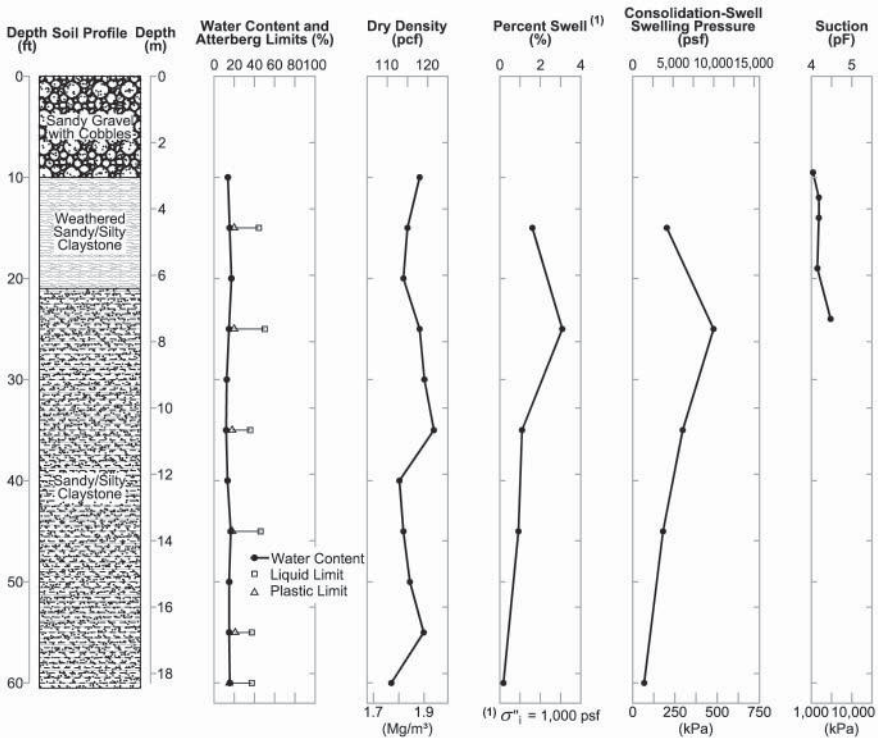 Depth (ft)
Soil Profile
Depth (m)
Water Content and
Atterberg Limits (%)
Dry Density
(pcf)
Percent Swell (1)
(%)
Consolidation-Swell
Swelling Pressure
(psf)
Suction
(pF)
0 20 40 60 80 100
110 120
0 2 4
0 5,000 10,000 15,000
4 5
0
10
20
30
40
50
60
Sandy Gravel
with Cobbles
Weathered
Sandy/Silty
Claystone
Sandy/Silty
Claystone
0
2
4
6
8
10
12
14
16
18
Water Content
Liquid Limit
Plastic Limit
1.7 1.9
(Mg/m³)
(1) σ"i = 1,000 psf
0 250 500 750
(kPa)
1,000 10,000
(kPa)